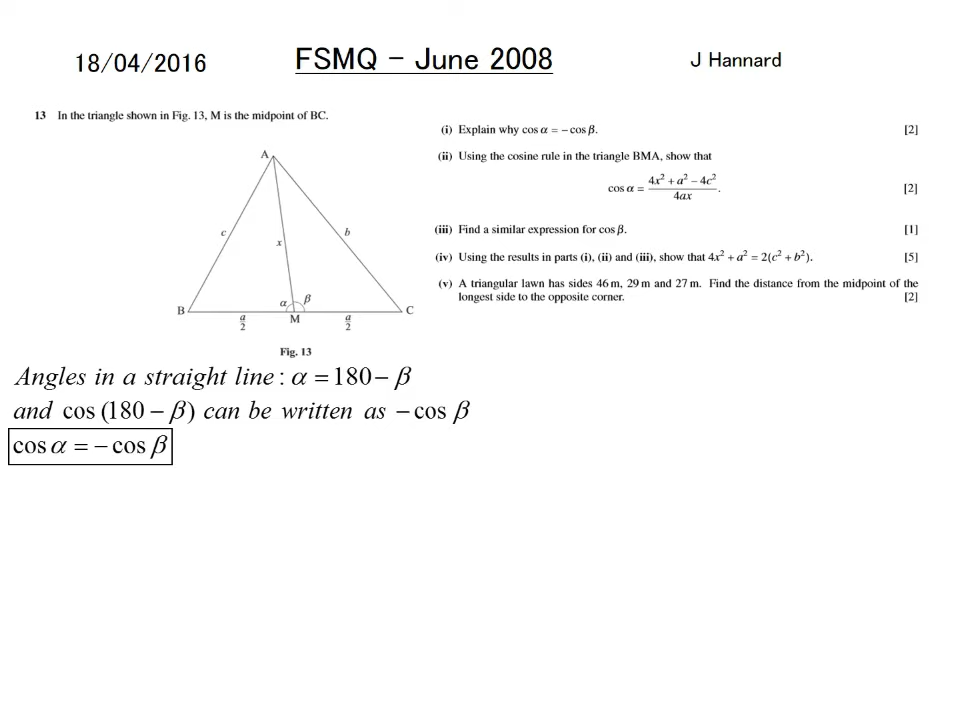 18/04/2016
FSMQ - June 2008
J Hannard
13 In the triangle shown in Fig. 13, M is the midpoint of BC.
A
c
x
b
α β
B
M
C
a/2
a/2
Fig. 13
(i) Explain why cos α = − cos β. [2]
(ii) Using the cosine rule in the triangle BMA, show that
cos α = (4x² + a² − 4c²)/4ax. [2]
(iii) Find a similar expression for cos β. [1]
(iv) Using the results in parts (i), (ii) and (iii), show that 4x² + a² = 2(c² + b²). [5]
(v) A triangular lawn has sides 46 m, 29 m and 27 m. Find the distance from the midpoint of the
longest side to the opposite corner. [2]
Angles in a straight line : α = 180 − β
and cos (180 − β) can be written as − cos β
cos α = − cos β